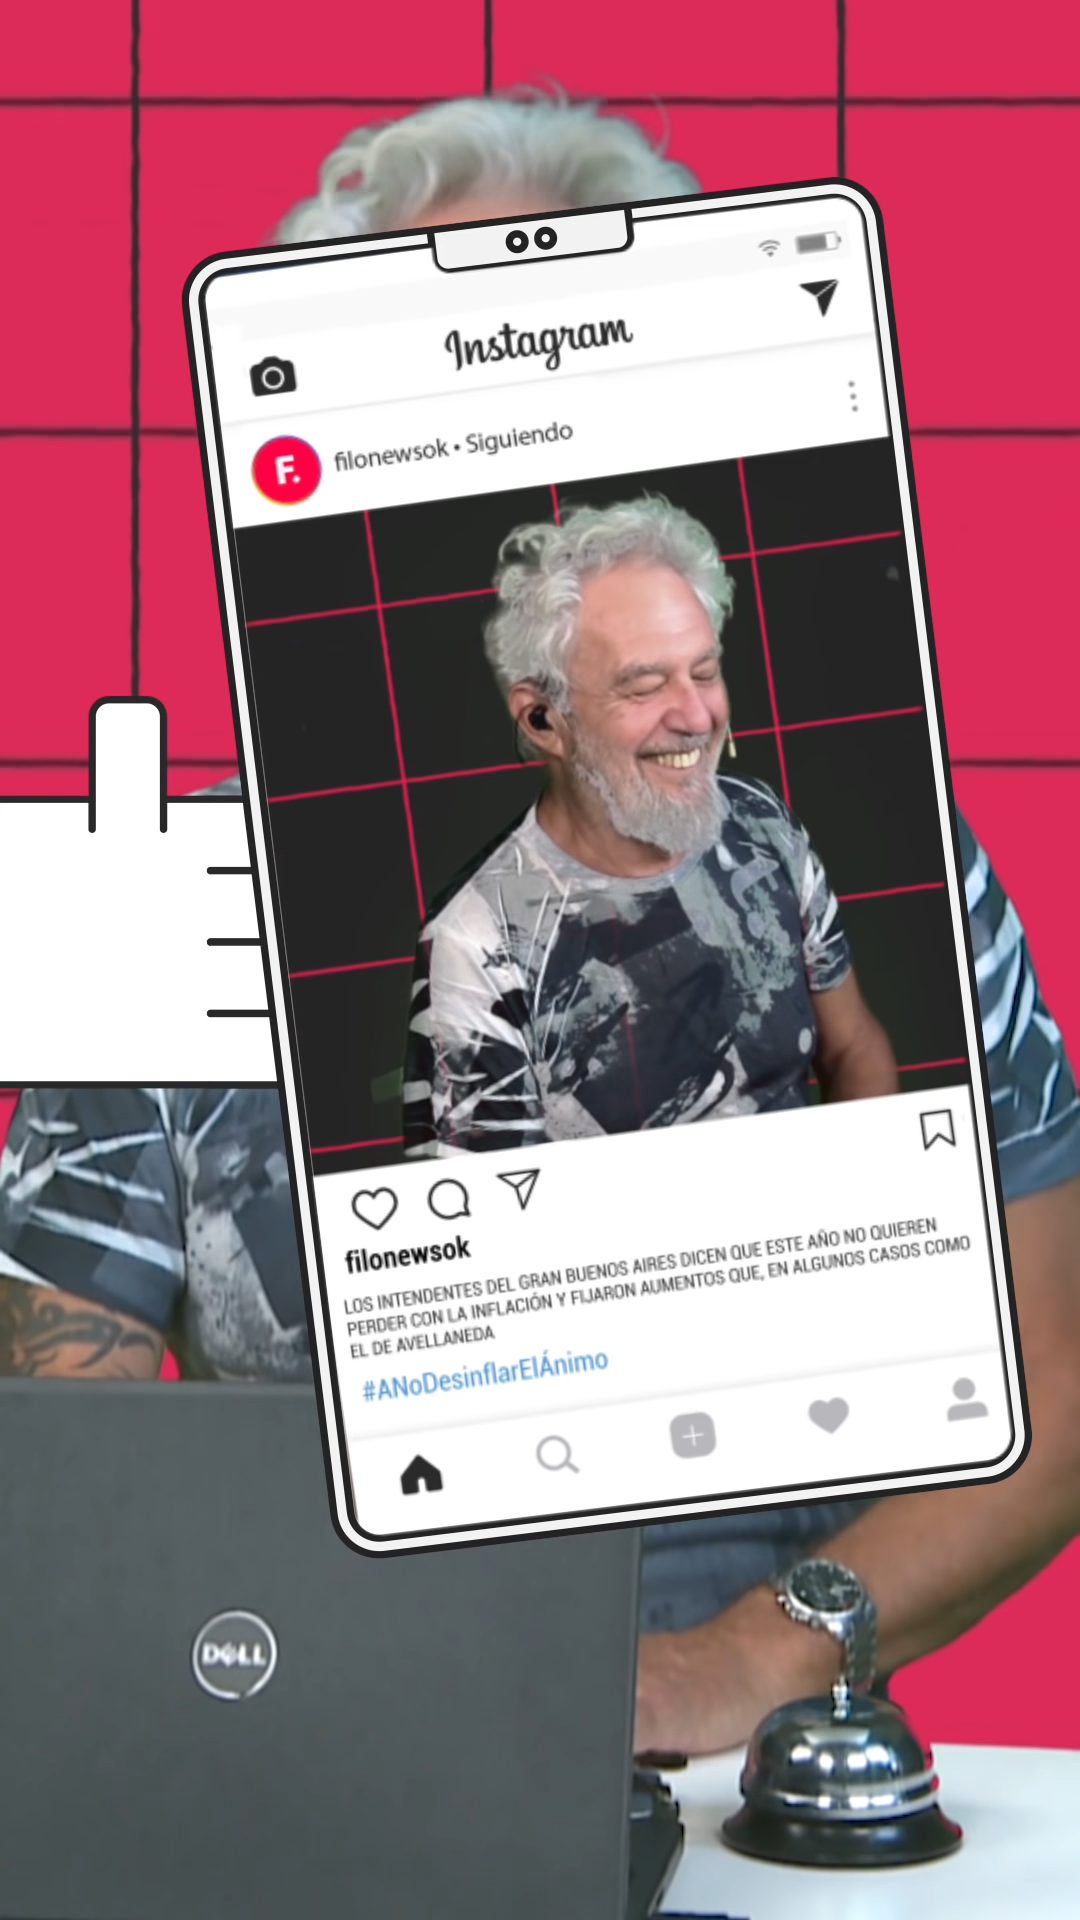 Instagram
F.
filonewsok • Siguiendo
filonewsok
LOS INTENDENTES DEL GRAN BUENOS AIRES DICEN QUE ESTE AÑO NO QUIEREN
PERDER CON LA INFLACIÓN Y FIJARON AUMENTOS QUE, EN ALGUNOS CASOS COMO
EL DE AVELLANEDA
#ANoDesinflarElÁnimo
DELL